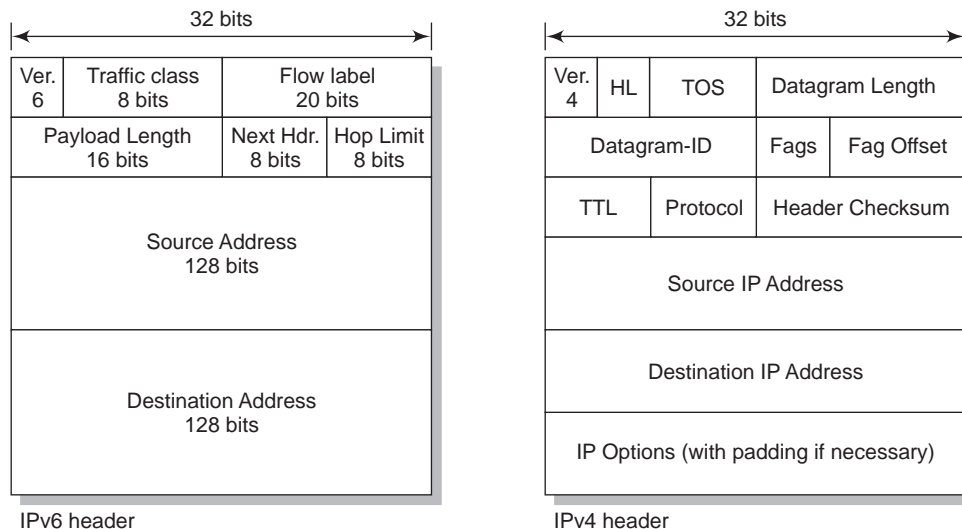 32 bits
Ver.
6
Traffic class
8 bits
Flow label
20 bits
Payload Length
16 bits
Next Hdr.
8 bits
Hop Limit
8 bits
Source Address
128 bits
Destination Address
128 bits
IPv6 header
32 bits
Ver.
4
HL
TOS
Datagram Length
Datagram-ID
Fags
Fag Offset
TTL
Protocol
Header Checksum
Source IP Address
Destination IP Address
IP Options (with padding if necessary)
IPv4 header